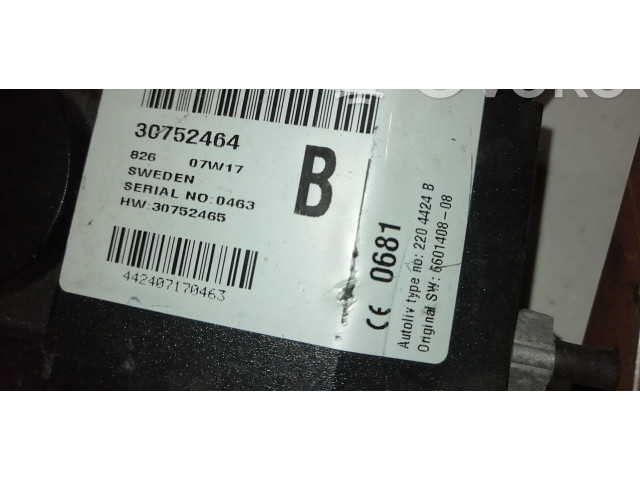 30752464
826 07W17
SWEDEN
SERIAL NO:0463
HW:30752465
442407170463
B
CE 0681
Autoliv type no: 220 4424 B
Original SW: 6601408-08